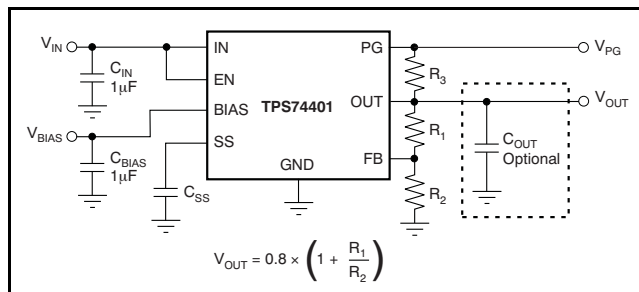 V_IN
IN
PG
V_PG
C_IN
1μF
EN
R_3
BIAS
TPS74401
OUT
V_OUT
V_BIAS
R_1
C_OUT
Optional
SS
FB
C_BIAS
1μF
GND
C_SS
R_2
V_OUT = 0.8 × (1 + R_1/R_2)